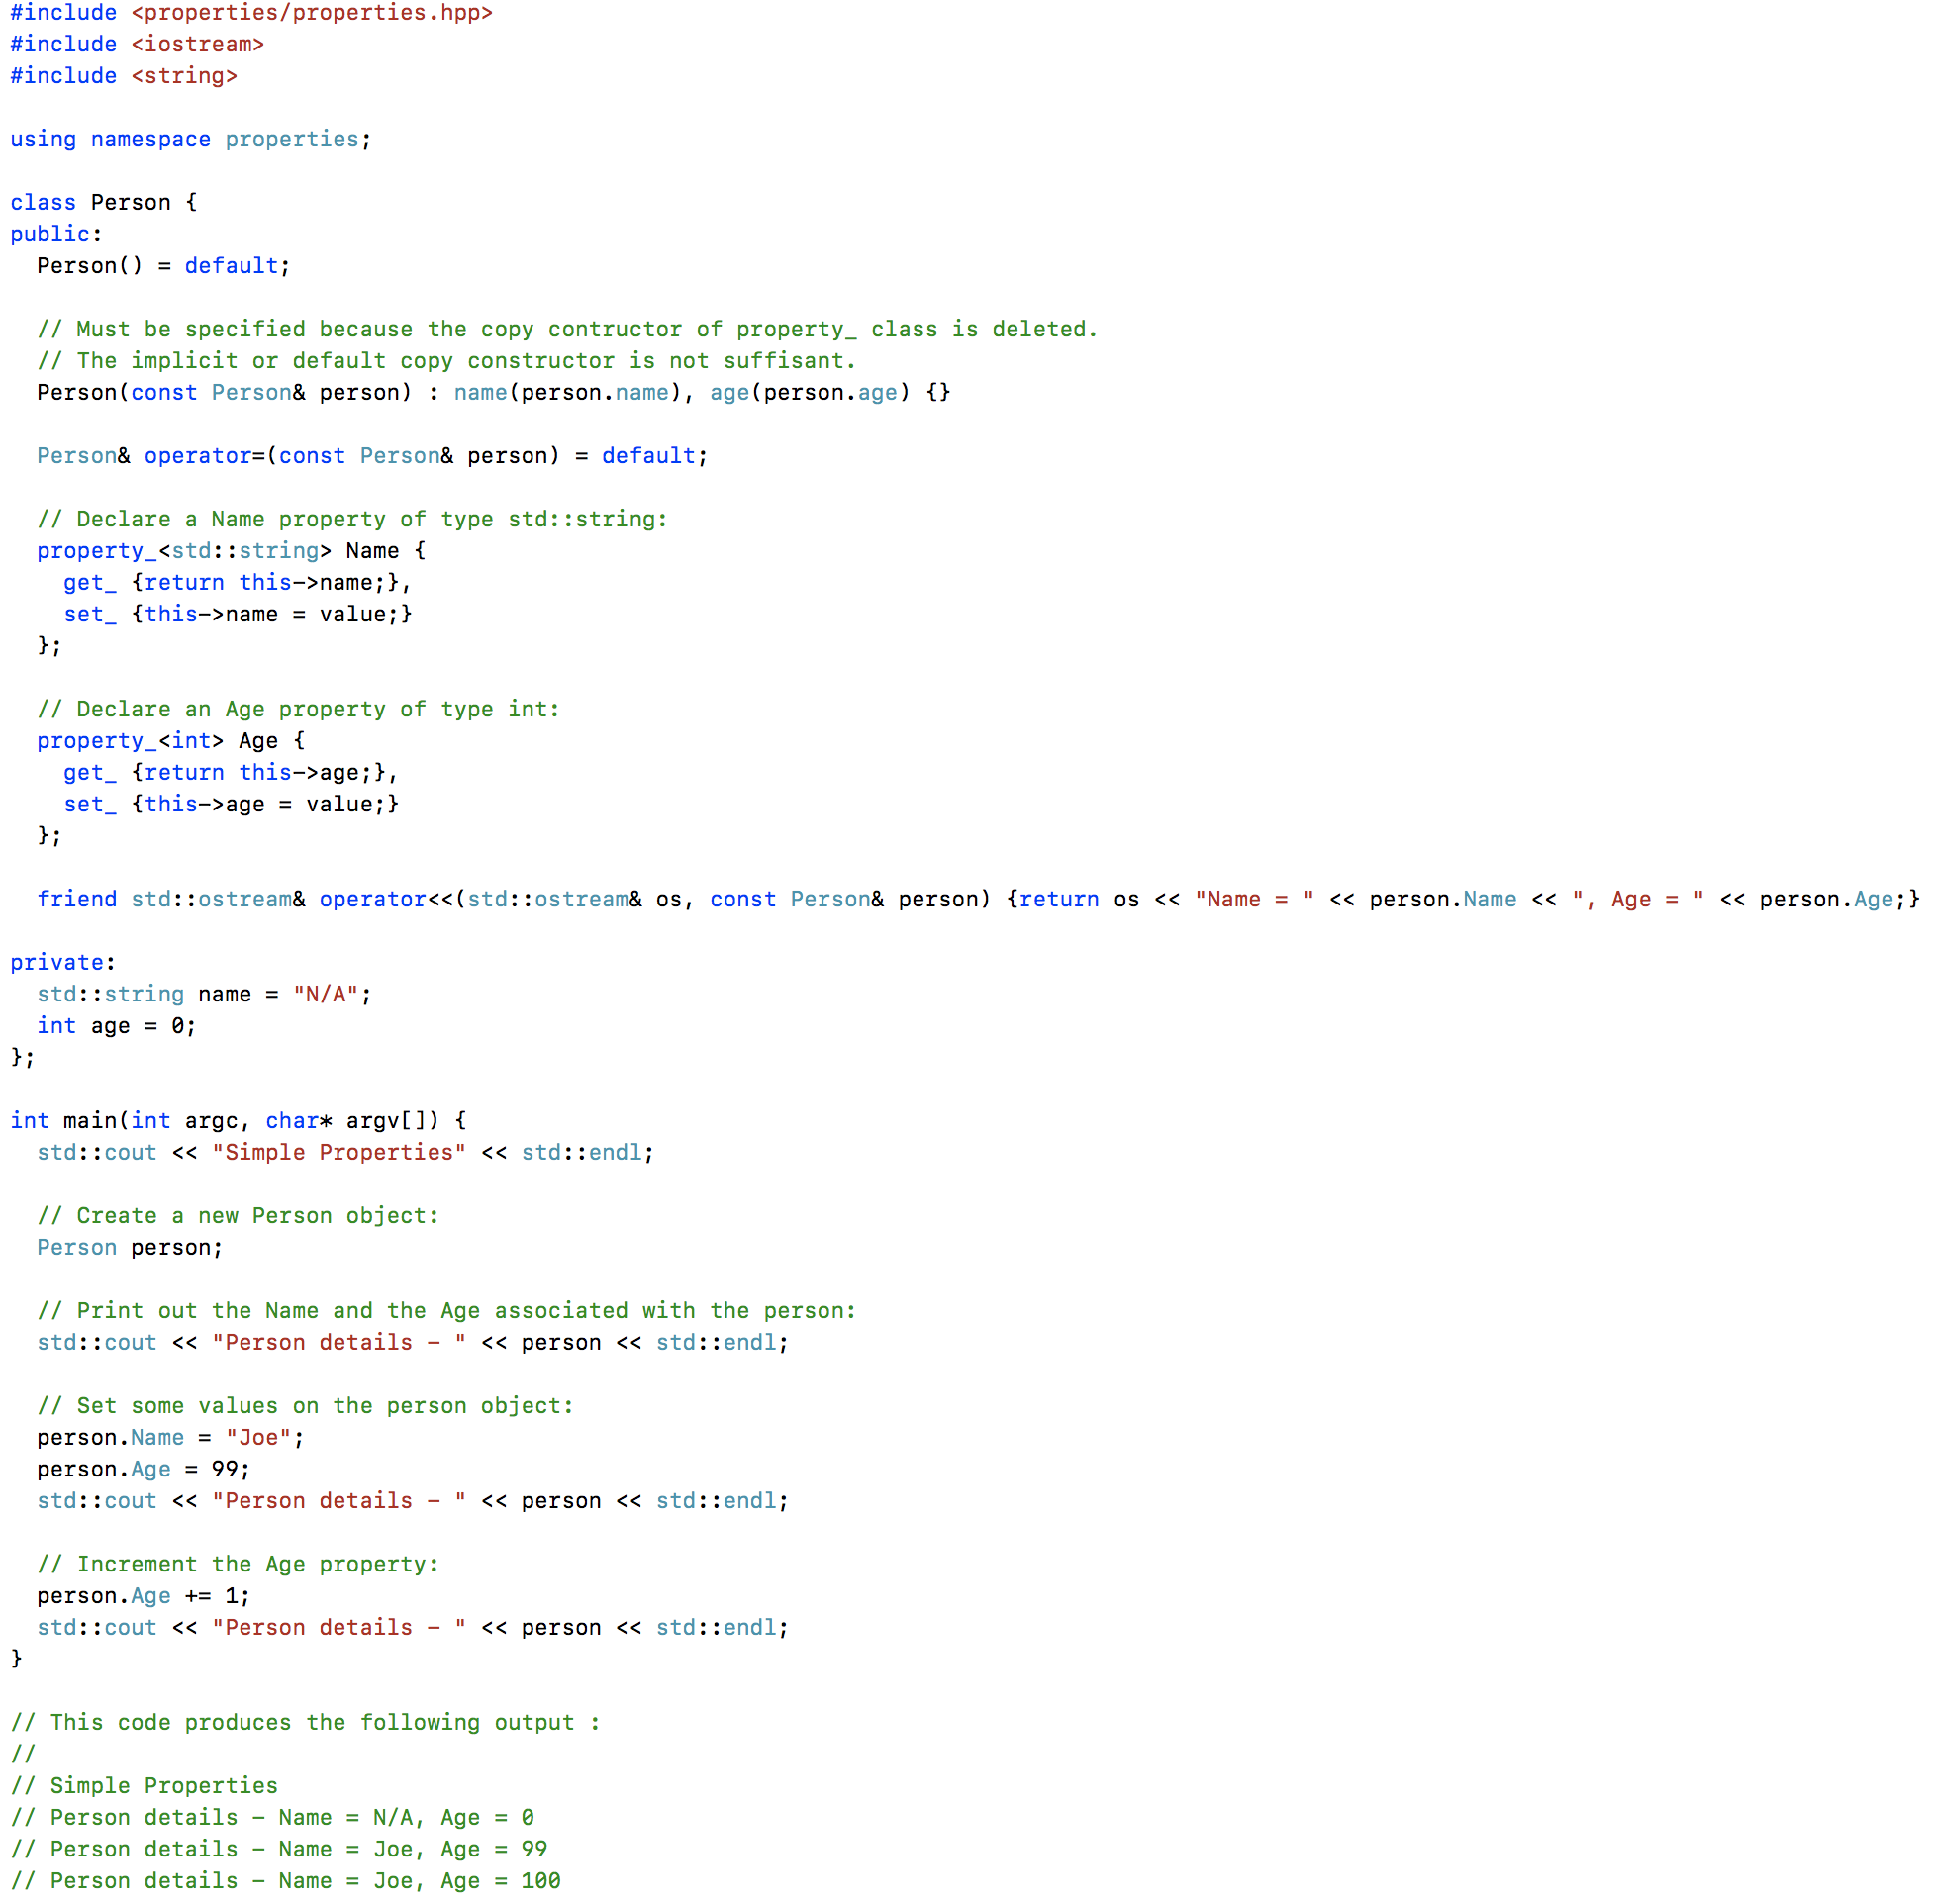 #include <properties/properties.hpp>
#include <iostream>
#include <string>

using namespace properties;

class Person {
public:
  Person() = default;

  // Must be specified because the copy contructor of property_ class is deleted.
  // The implicit or default copy constructor is not suffisant.
  Person(const Person& person) : name(person.name), age(person.age) {}

  Person& operator=(const Person& person) = default;

  // Declare a Name property of type std::string:
  property_<std::string> Name {
    get_ {return this->name;},
    set_ {this->name = value;}
  };

  // Declare an Age property of type int:
  property_<int> Age {
    get_ {return this->age;},
    set_ {this->age = value;}
  };

  friend std::ostream& operator<<(std::ostream& os, const Person& person) {return os << "Name = " << person.Name << ", Age = " << person.Age;}

private:
  std::string name = "N/A";
  int age = 0;
};

int main(int argc, char* argv[]) {
  std::cout << "Simple Properties" << std::endl;

  // Create a new Person object:
  Person person;

  // Print out the Name and the Age associated with the person:
  std::cout << "Person details - " << person << std::endl;

  // Set some values on the person object:
  person.Name = "Joe";
  person.Age = 99;
  std::cout << "Person details - " << person << std::endl;

  // Increment the Age property:
  person.Age += 1;
  std::cout << "Person details - " << person << std::endl;
}

// This code produces the following output :
//
// Simple Properties
// Person details - Name = N/A, Age = 0
// Person details - Name = Joe, Age = 99
// Person details - Name = Joe, Age = 100